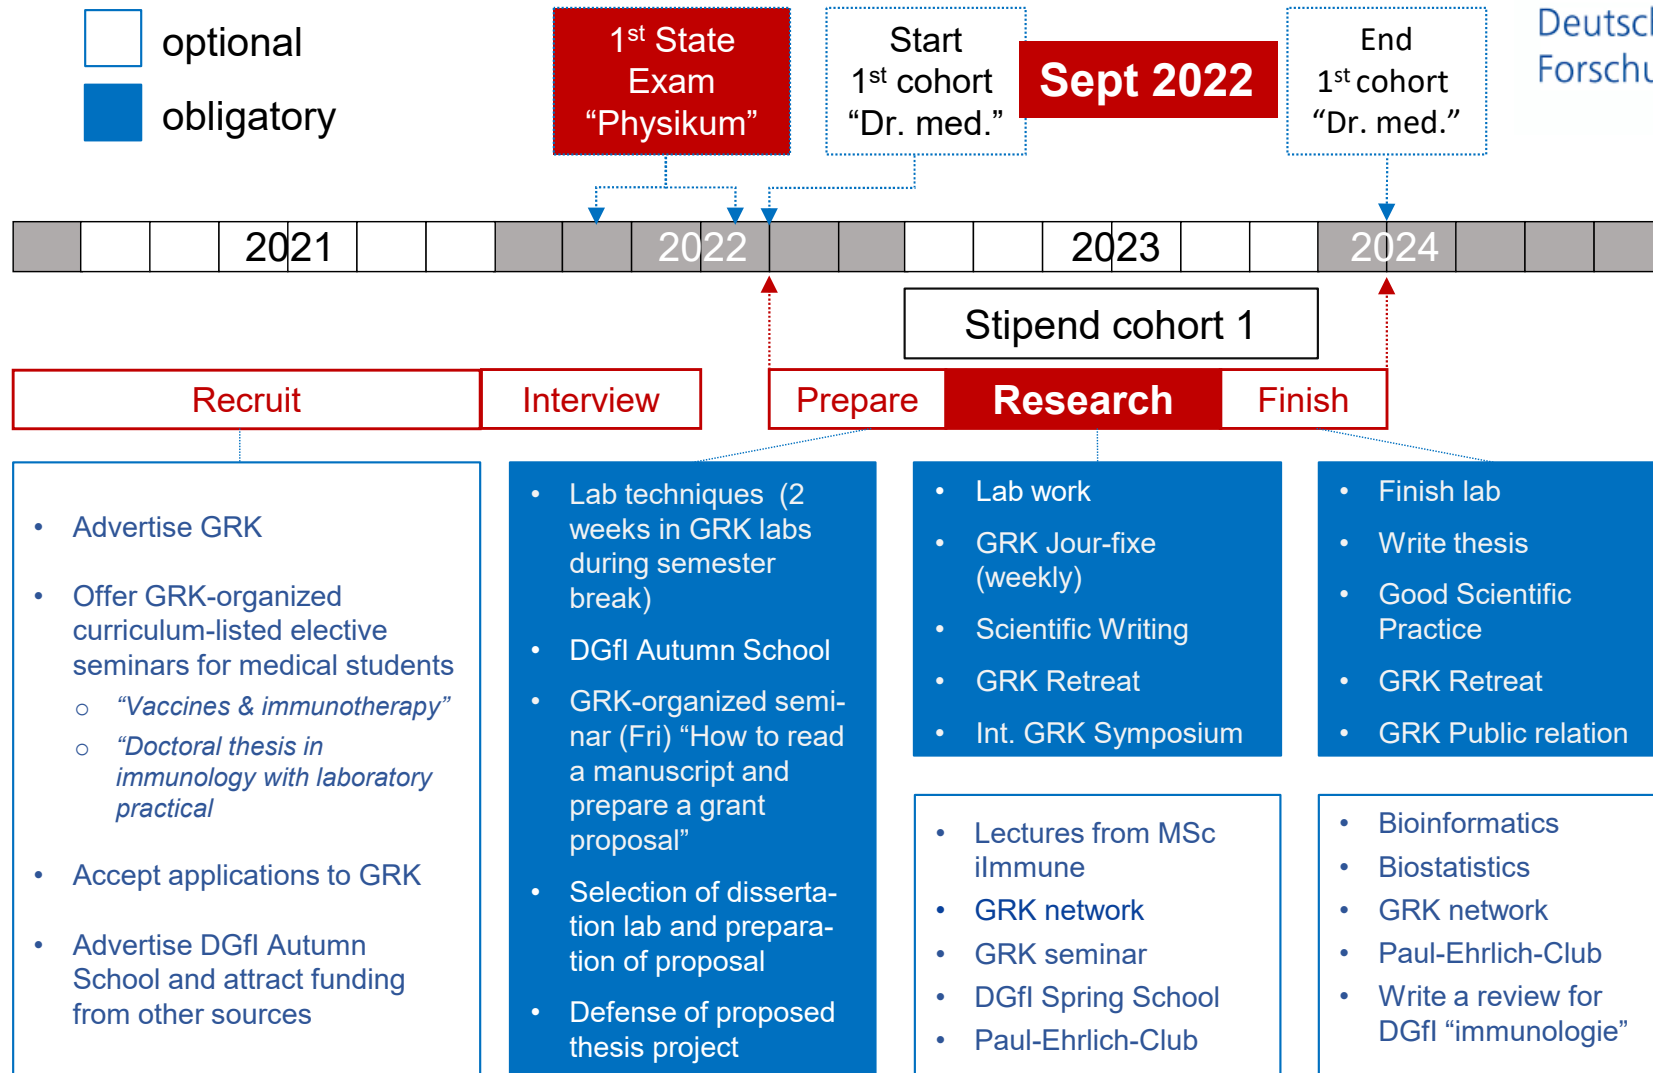 optional
obligatory
1st State
Exam
“Physikum”
Start
1st cohort
“Dr. med.”
Sept 2022
End
1st cohort
“Dr. med.”
2021
2022
2023
2024
Stipend cohort 1
Recruit
Interview
Prepare
Research
Finish
• Advertise GRK
• Offer GRK-organized
curriculum-listed elective
seminars for medical students
o “Vaccines & immunotherapy”
o “Doctoral thesis in
immunology with laboratory
practical
• Accept applications to GRK
• Advertise DGfI Autumn
School and attract funding
from other sources
• Lab techniques (2
weeks in GRK labs
during semester
break)
• DGfI Autumn School
• GRK-organized semi-
nar (Fri) “How to read
a manuscript and
prepare a grant
proposal”
• Selection of disserta-
tion lab and prepara-
tion of proposal
• Defense of proposed
thesis project
• Lab work
• GRK Jour-fixe
(weekly)
• Scientific Writing
• GRK Retreat
• Int. GRK Symposium
• Lectures from MSc
iImmune
• GRK network
• GRK seminar
• DGfI Spring School
• Paul-Ehrlich-Club
• Finish lab
• Write thesis
• Good Scientific
Practice
• GRK Retreat
• GRK Public relation
• Bioinformatics
• Biostatistics
• GRK network
• Paul-Ehrlich-Club
• Write a review for
DGfI “immunologie”